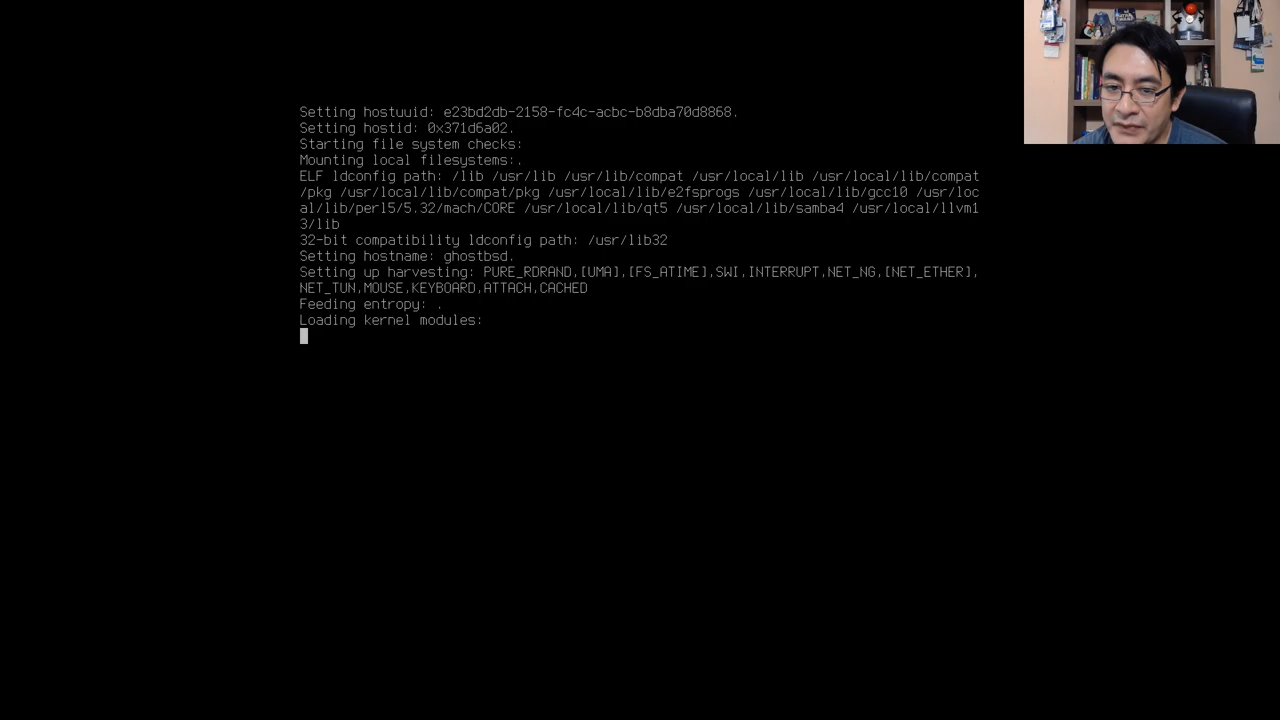 Setting hostuuid: e23bd2db-2158-fc4c-acbc-b8dba70d8868.
Setting hostid: 0x371d6a02.
Starting file system checks:
Mounting local filesystems:.
ELF ldconfig path: /lib /usr/lib /usr/lib/compat /usr/local/lib /usr/local/lib/compat
/pkg /usr/local/lib/compat/pkg /usr/local/lib/e2fsprogs /usr/local/lib/gcc10 /usr/loc
al/lib/perl5/5.32/mach/CORE /usr/local/lib/qt5 /usr/local/lib/samba4 /usr/local/llvm1
3/lib
32-bit compatibility ldconfig path: /usr/lib32
Setting hostname: ghostbsd.
Setting up harvesting: PURE_RDRAND,[UMA],[FS_ATIME],SWI,INTERRUPT,NET_NG,[NET_ETHER],
NET_TUN,MOUSE,KEYBOARD,ATTACH,CACHED
Feeding entropy: .
Loading kernel modules: